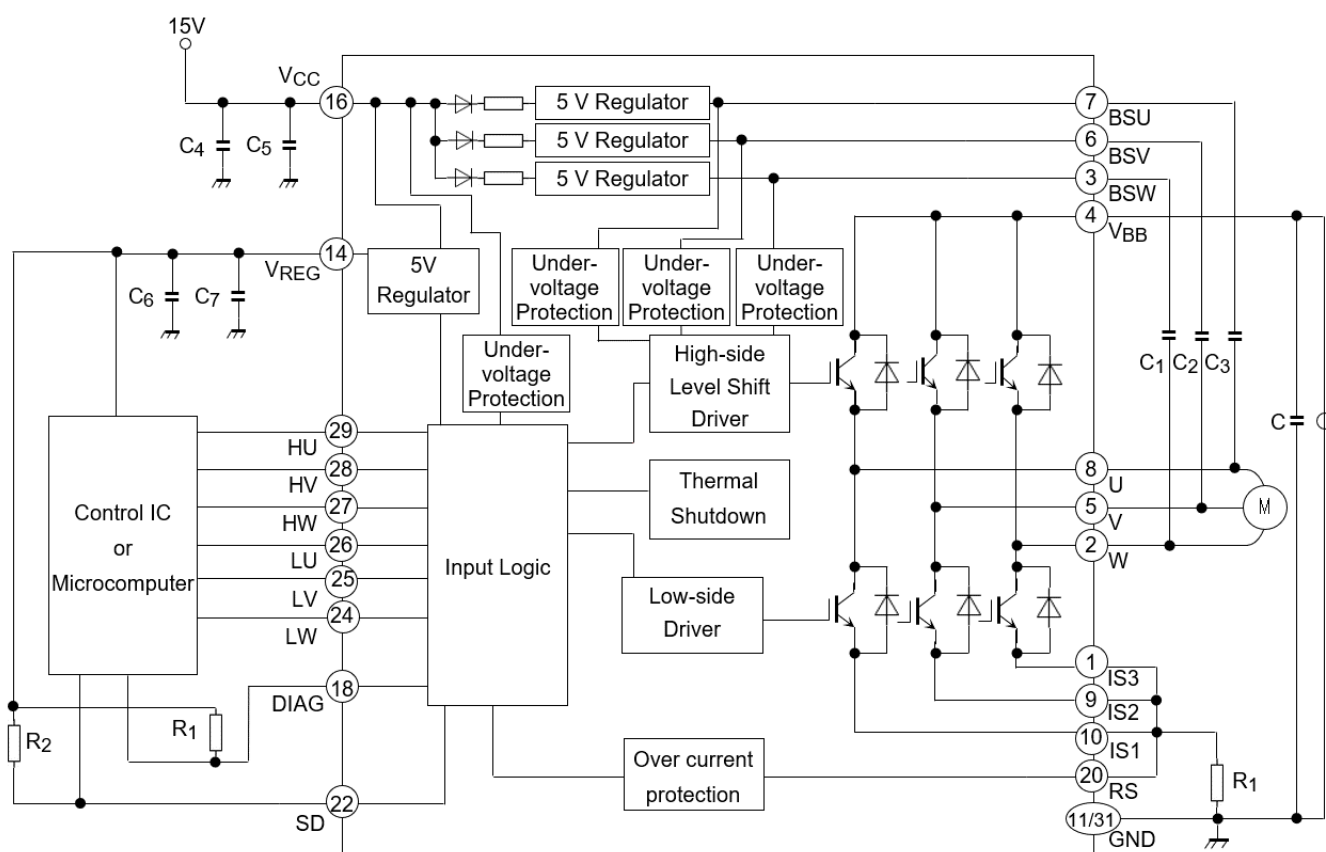 15V
VCC
16
5 V Regulator
7
BSU
5 V Regulator
6
BSV
5 V Regulator
3
BSW
4
VBB
C4
C5
14
VREG
5V
Regulator
C6
C7
Under-
voltage
Protection
Under-
voltage
Protection
Under-
voltage
Protection
Under-
voltage
Protection
High-side
Level Shift
Driver
C1
C2
C3
C
Control IC
or
Microcomputer
29
HU
28
HV
27
HW
26
LU
25
LV
24
LW
Input Logic
Thermal
Shutdown
Low-side
Driver
8
U
5
V
2
W
M
1
IS3
9
IS2
10
IS1
20
RS
11/31
GND
R1
18
DIAG
R1
R2
22
SD
Over current
protection